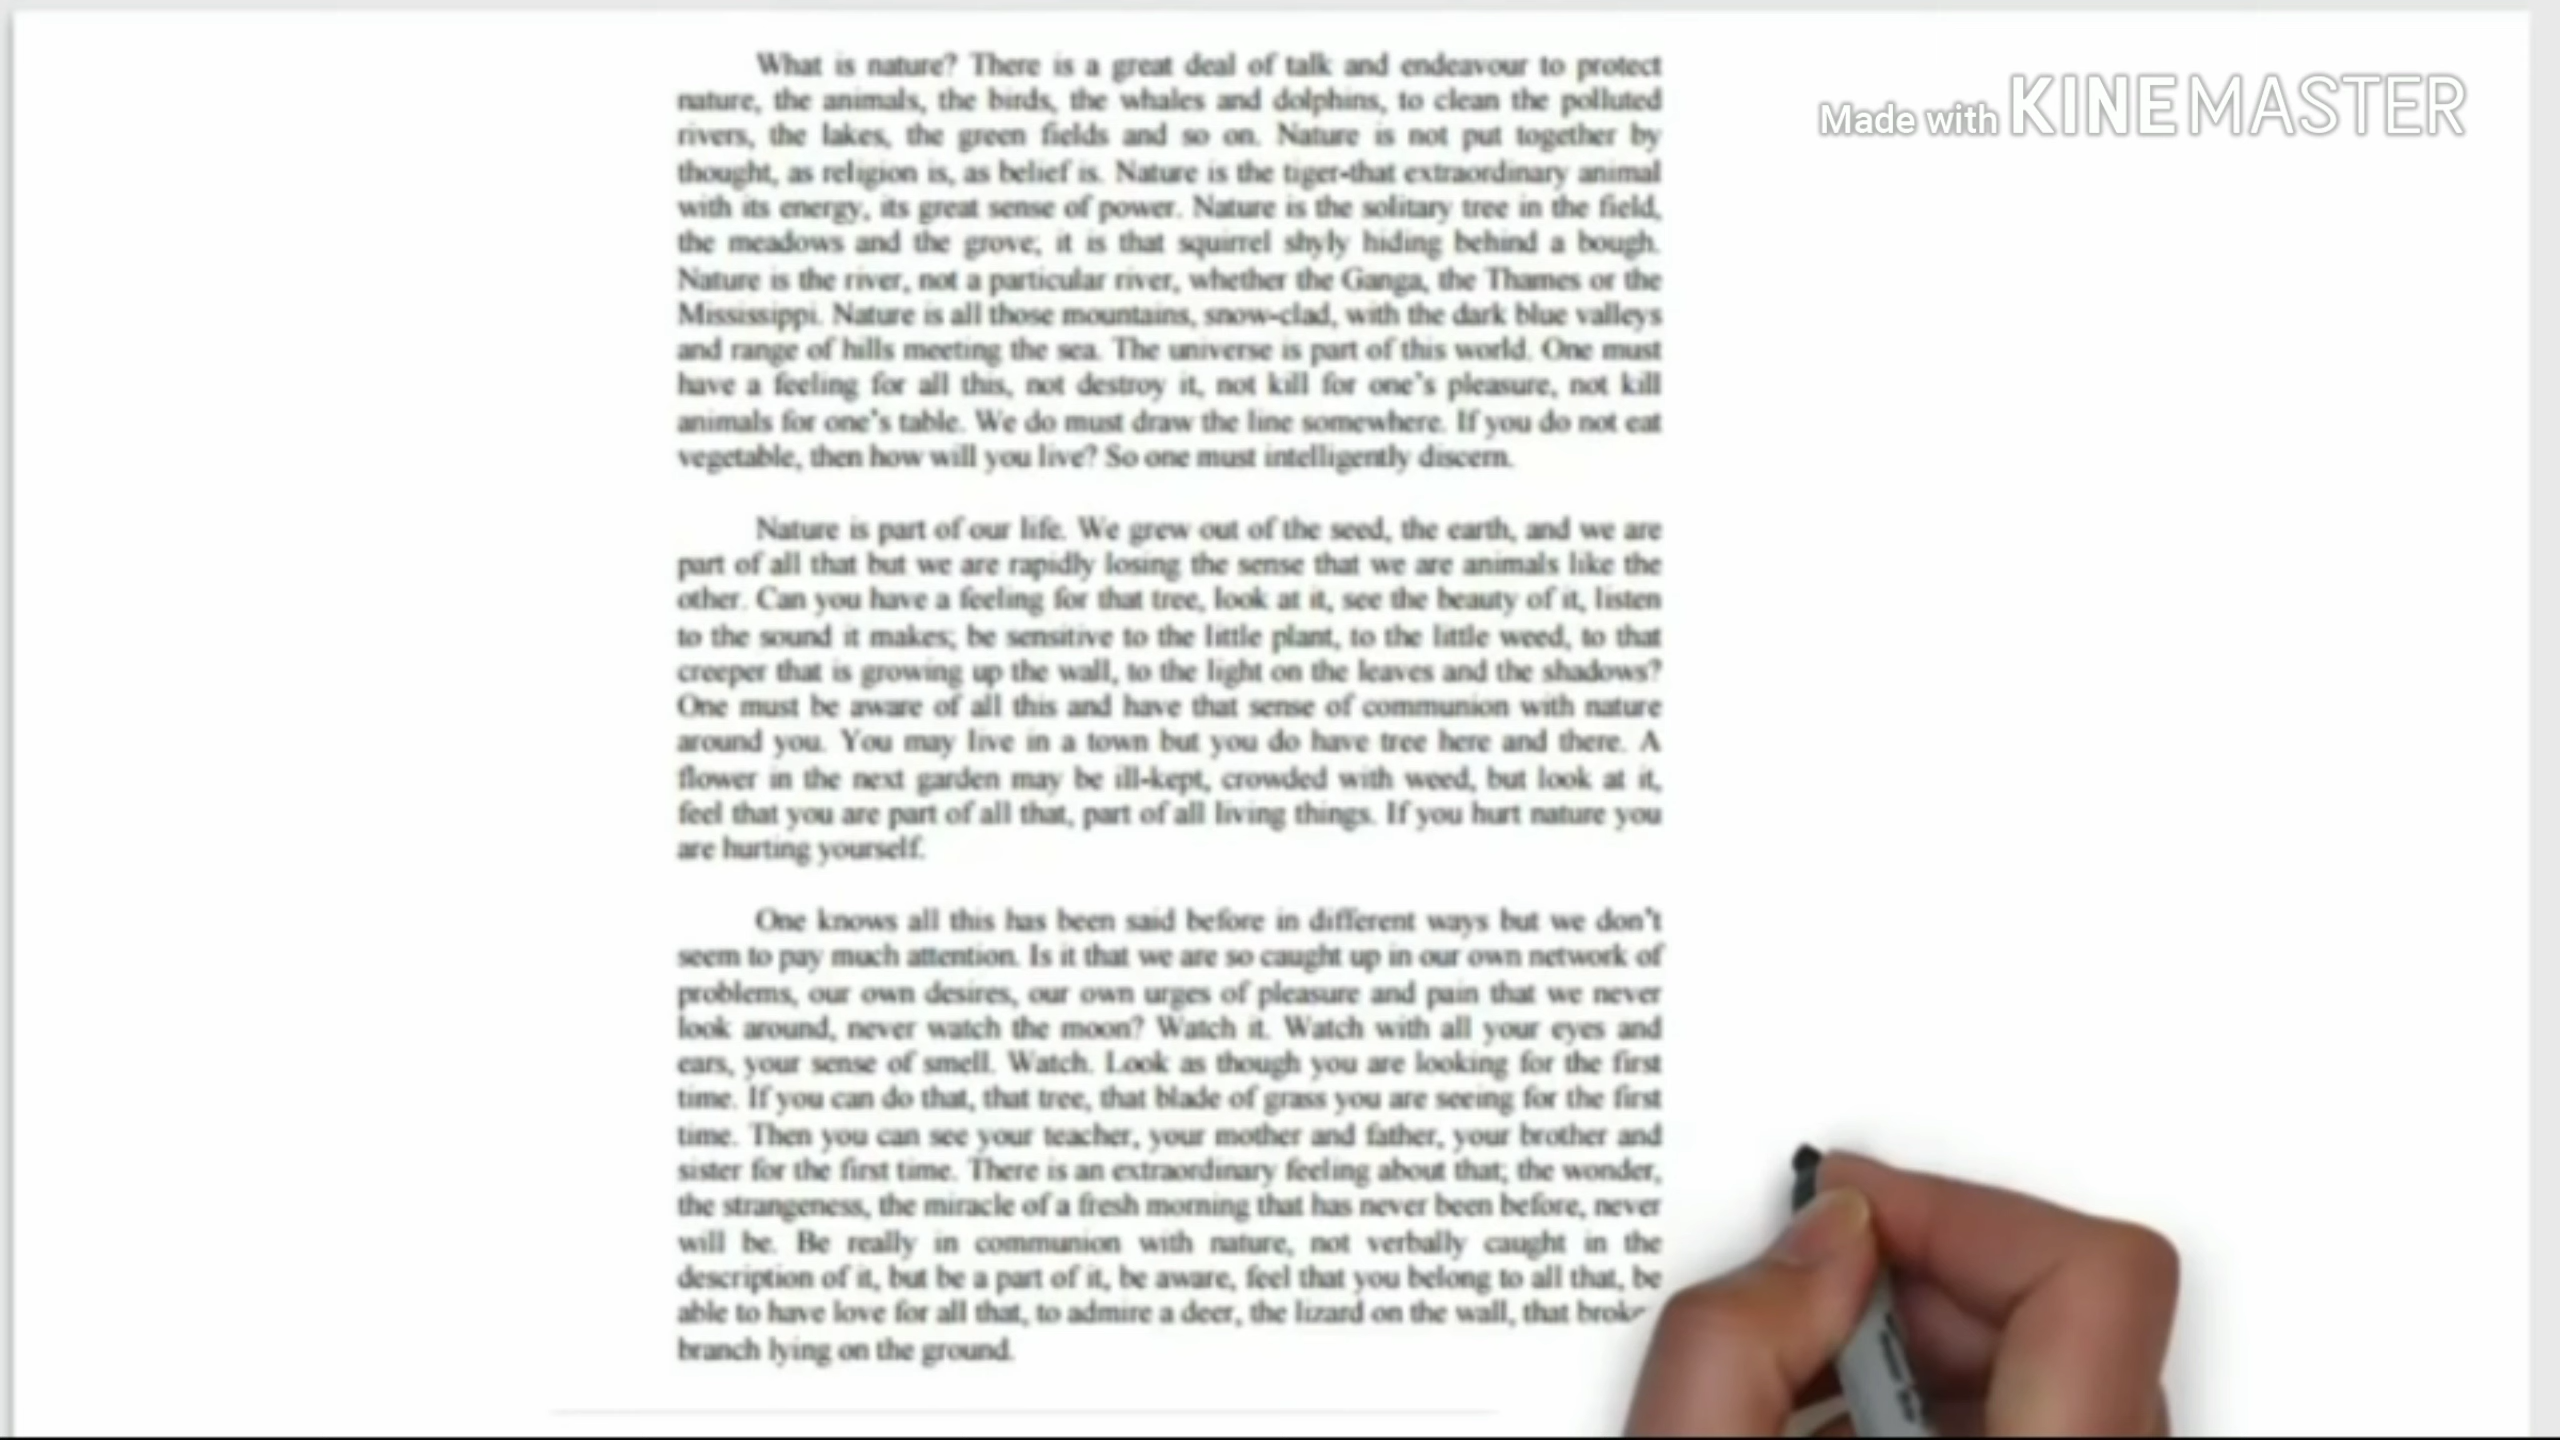 What is nature? There is a great deal of talk and endeavour to protect
nature, the animals, the birds, the whales and dolphins, to clean the polluted
rivers, the lakes, the green fields and so on. Nature is not put together by
thought, as religion is, as belief is. Nature is the tiger-that extraordinary animal
with its energy, its great sense of power. Nature is the solitary tree in the field,
the meadows and the grove; it is that squirrel shyly hiding behind a bough.
Nature is the river, not a particular river, whether the Ganga, the Thames or the
Mississippi. Nature is all those mountains, snow-clad, with the dark blue valleys
and range of hills meeting the sea. The universe is part of this world. One must
have a feeling for all this, not destroy it, not kill for one's pleasure, not kill
animals for one's table. We do must draw the line somewhere. If you do not eat
vegetable, then how will you live? So one must intelligently discern.
Nature is part of our life. We grew out of the seed, the earth, and we are
part of all that but we are rapidly losing the sense that we are animals like the
other. Can you have a feeling for that tree, look at it, see the beauty of it, listen
to the sound it makes; be sensitive to the little plant, to the little weed, to that
creeper that is growing up the wall, to the light on the leaves and the shadows?
One must be aware of all this and have that sense of communion with nature
around you. You may live in a town but you do have tree here and there. A
flower in the next garden may be ill-kept, crowded with weed, but look at it,
feel that you are part of all that, part of all living things. If you hurt nature you
are hurting yourself.
One knows all this has been said before in different ways but we don't
seem to pay much attention. Is it that we are so caught up in our own network of
problems, our own desires, our own urges of pleasure and pain that we never
look around, never watch the moon? Watch it. Watch with all your eyes and
ears, your sense of smell. Watch. Look as though you are looking for the first
time. If you can do that, that tree, that blade of grass you are seeing for the first
time. Then you can see your teacher, your mother and father, your brother and
sister for the first time. There is an extraordinary feeling about that; the wonder,
the strangeness, the miracle of a fresh morning that has never been before, never
will be. Be really in communion with nature, not verbally caught in the
description of it, but be a part of it, be aware, feel that you belong to all that, be
able to have love for all that, to admire a deer, the lizard on the wall, that
branch lying on the ground.
Made with KINEMASTER